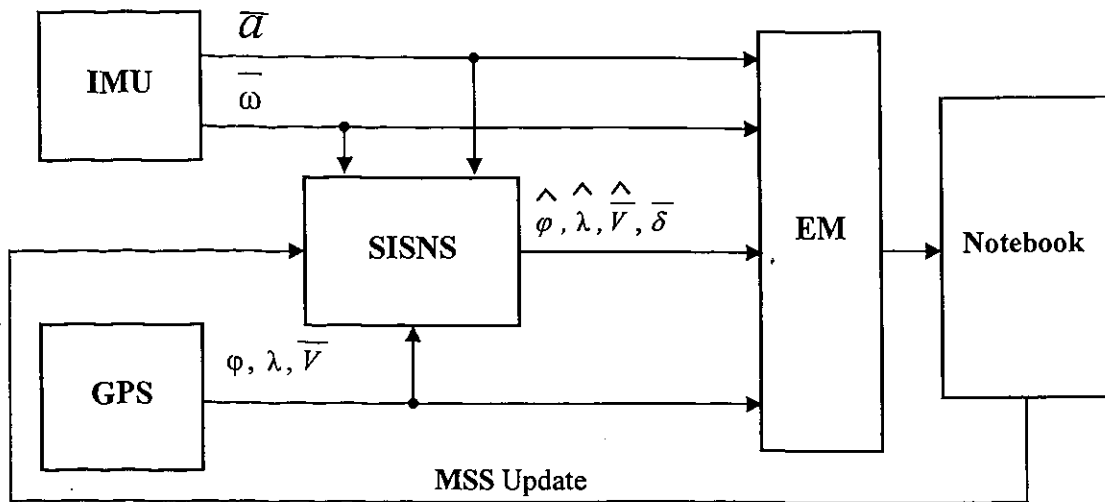 a̅
IMU
ω̅
φ̂, λ̂, V̅̂, δ̅
SISNS
EM
Notebook
φ, λ, V̅
GPS
MSS Update